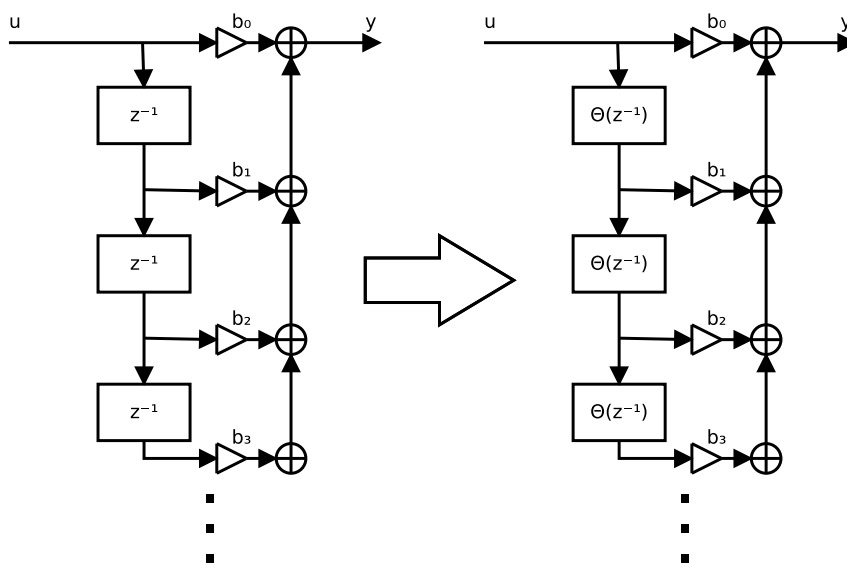 u b₀ y
z⁻¹
b₁
z⁻¹
b₂
z⁻¹
b₃
u b₀ y
Θ(z⁻¹)
b₁
Θ(z⁻¹)
b₂
Θ(z⁻¹)
b₃